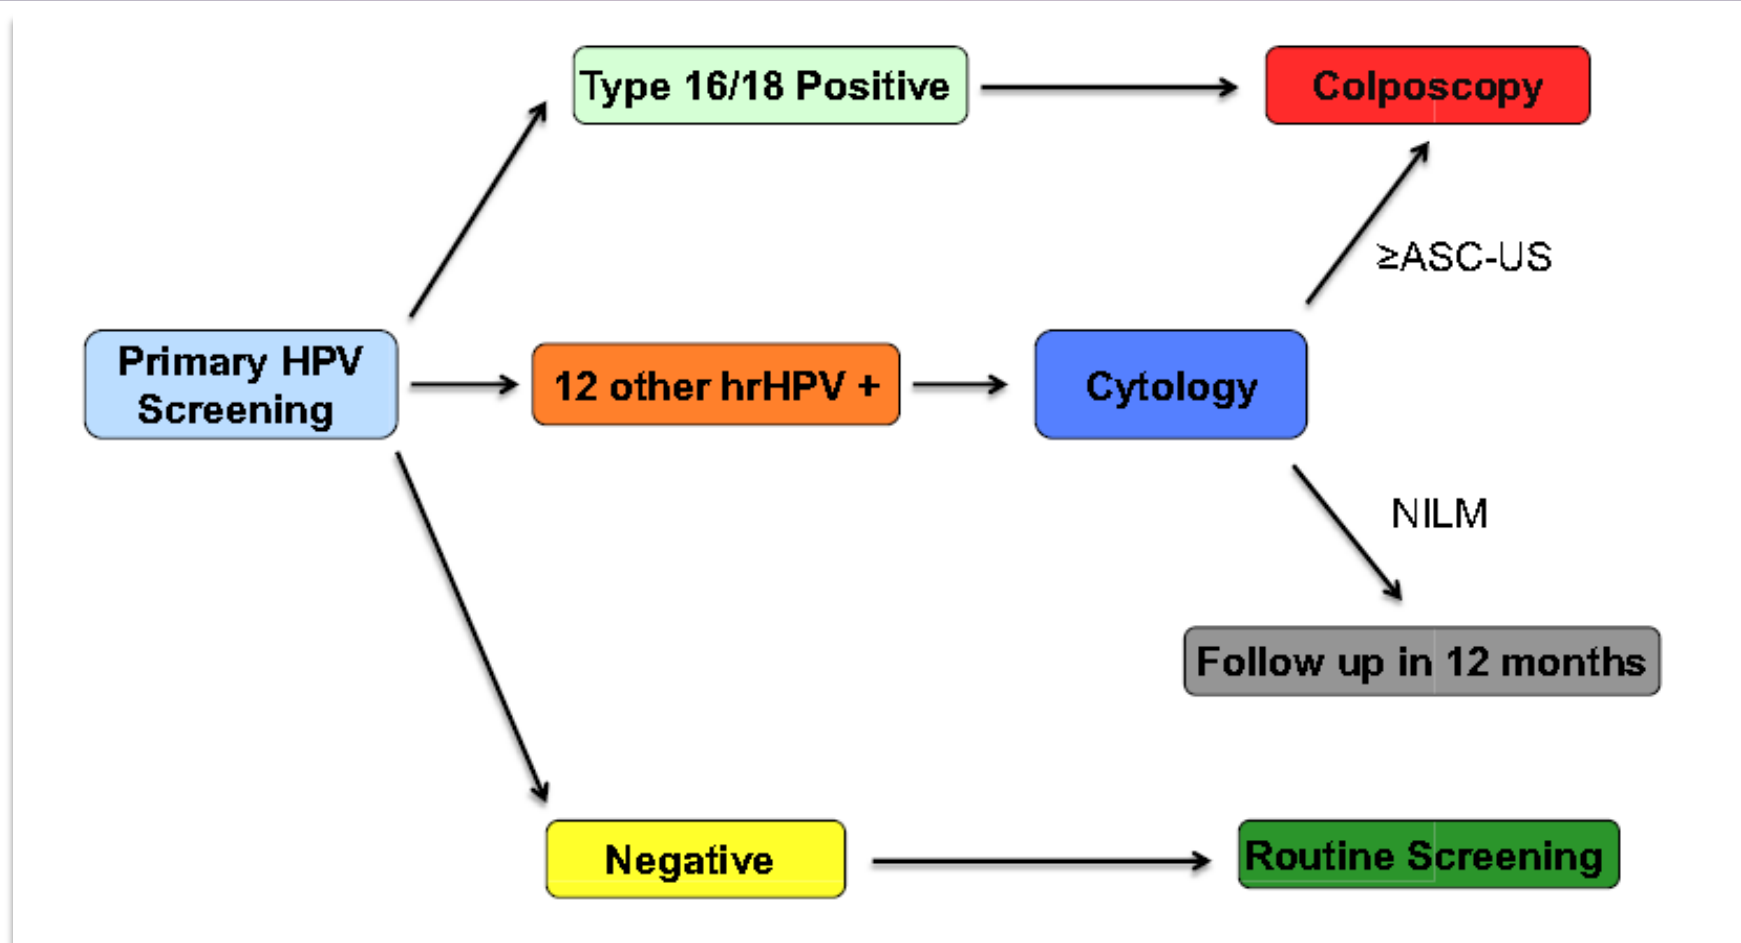 Type 16/18 Positive
Colposcopy
≥ASC-US
Primary HPV
Screening
12 other hrHPV +
Cytology
NILM
Follow up in 12 months
Negative
Routine Screening